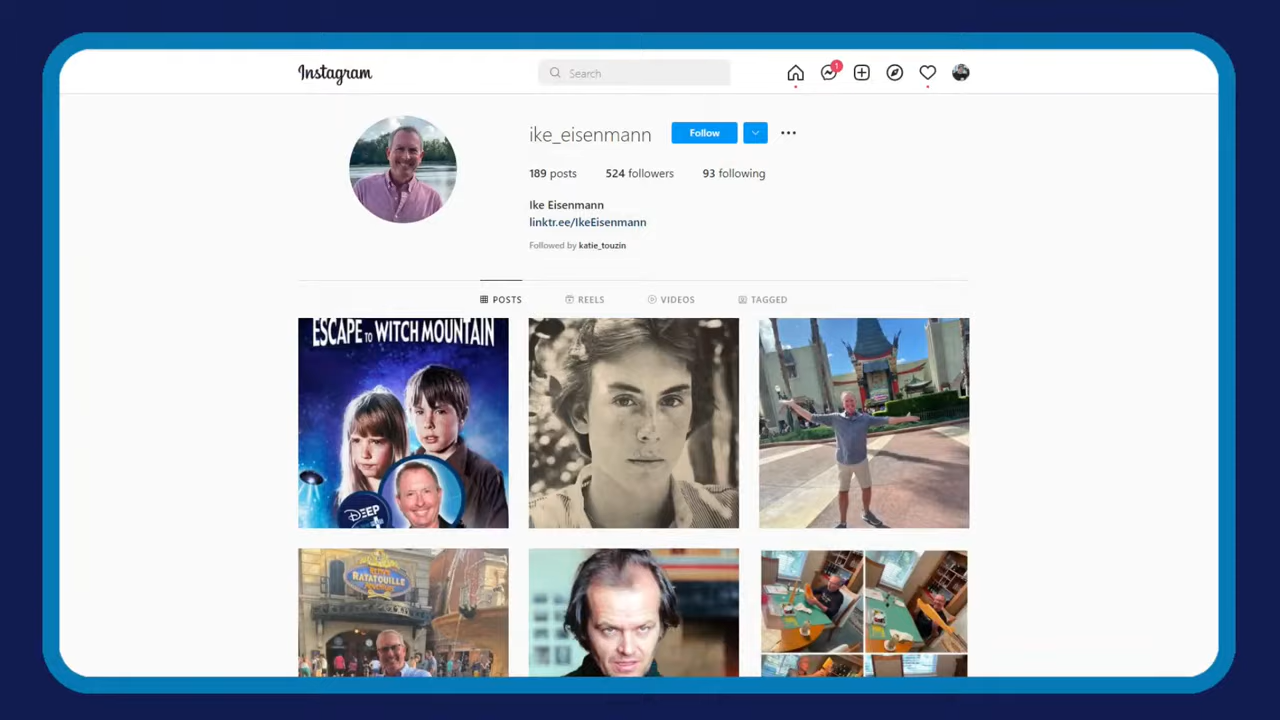 Instagram
Search
1
ike_eisenmann
Follow
189 posts 524 followers 93 following
Ike Eisenmann
linktr.ee/IkeEisenmann
Followed by katie_touzin
POSTS REELS VIDEOS TAGGED
ESCAPE TO WITCH MOUNTAIN
DEEP
RATATOUILLE